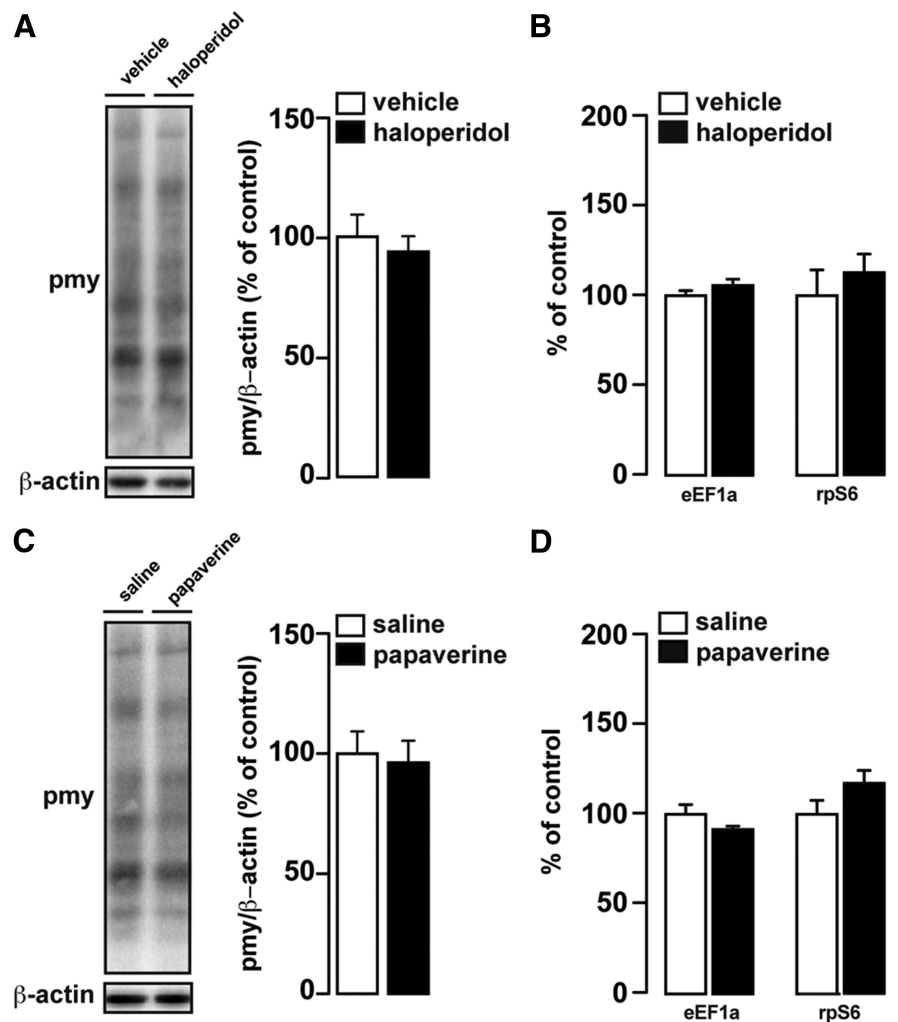 A
vehicle
haloperidol
pmy
β-actin
pmy/β−actin (% of control)
150
100
50
0
vehicle
haloperidol
B
% of control
200
150
100
50
0
vehicle
haloperidol
eEF1a
rpS6
C
saline
papaverine
pmy
β-actin
pmy/β−actin (% of control)
150
100
50
0
saline
papaverine
D
% of control
200
150
100
50
0
saline
papaverine
eEF1a
rpS6